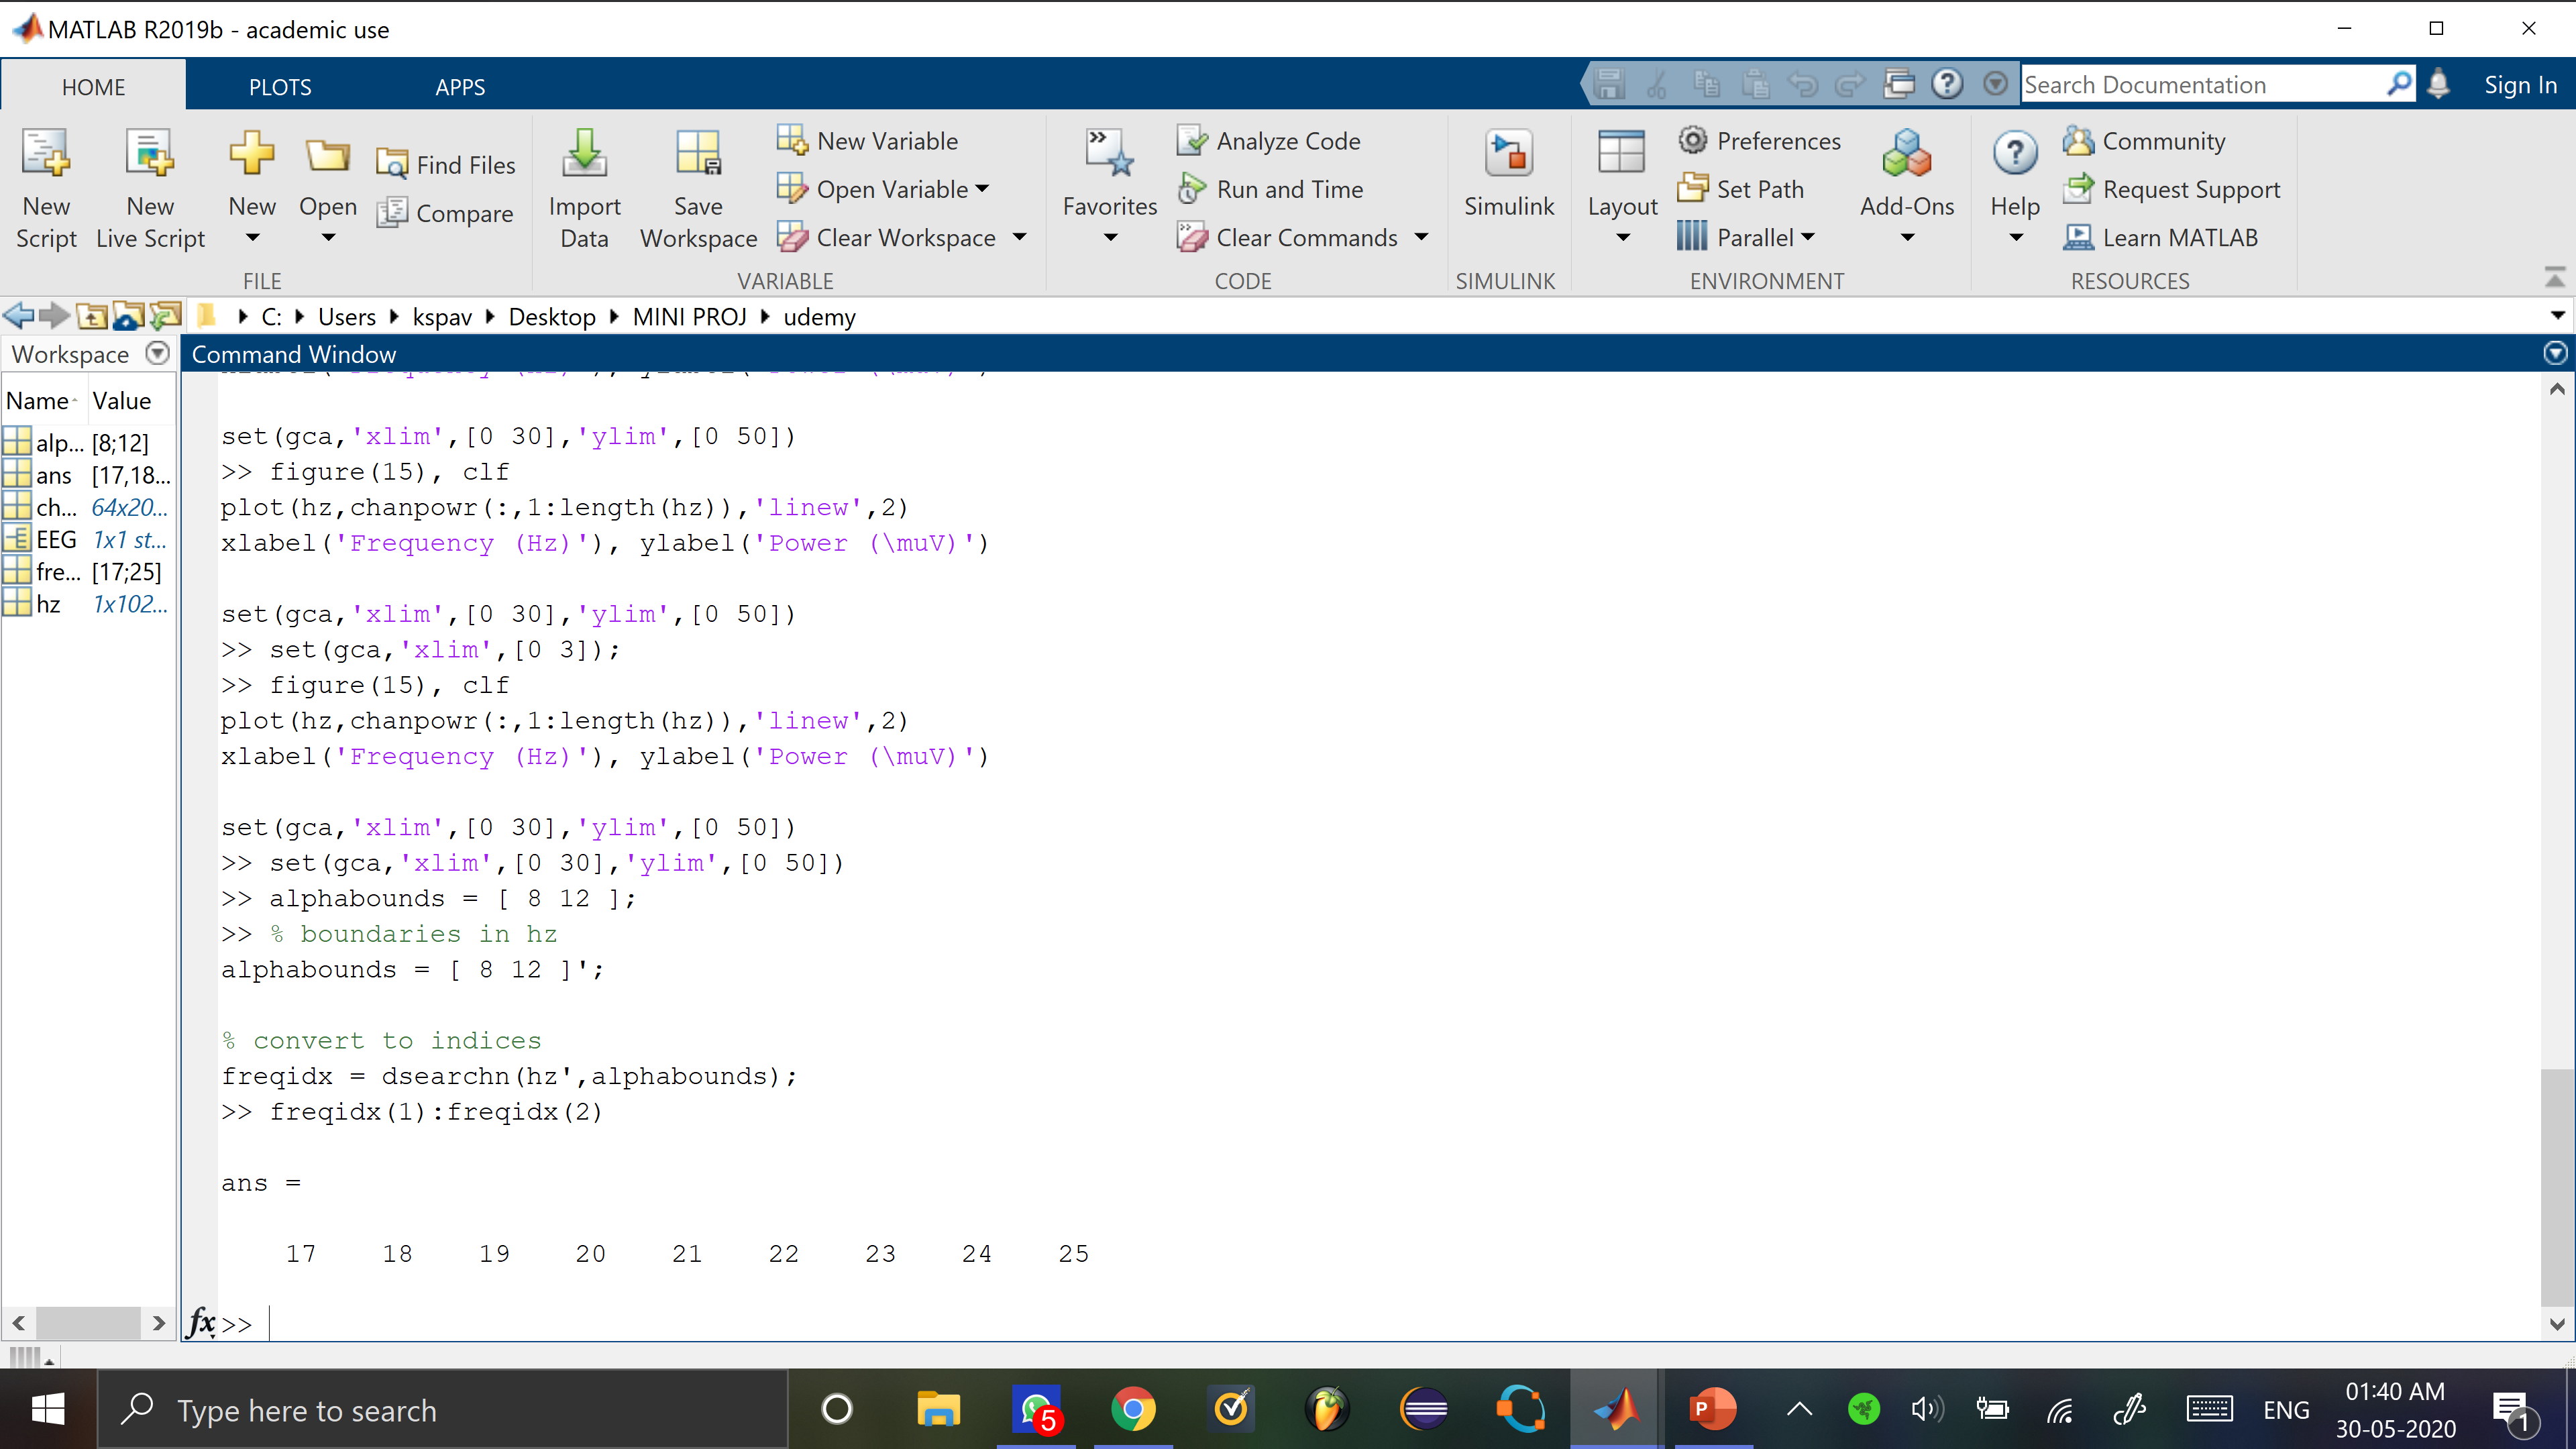 MATLAB R2019b - academic use
HOME PLOTS APPS
Search Documentation
Sign In
New Script
New Live Script
New
Open
Find Files
Compare
FILE
Import Data
Save Workspace
New Variable
Open Variable
Clear Workspace
VARIABLE
Favorites
Analyze Code
Run and Time
Clear Commands
CODE
Simulink
SIMULINK
Layout
Preferences
Set Path
Parallel
Add-Ons
ENVIRONMENT
Help
Community
Request Support
Learn MATLAB
RESOURCES
C: Users kspav Desktop MINI PROJ udemy
Workspace
Name Value
alp... [8;12]
ans [17,18...
ch... 64x20...
EEG 1x1 st...
fre... [17;25]
hz 1x102...
Command Window
set(gca,'xlim',[0 30],'ylim',[0 50])
>> figure(15), clf
plot(hz,chanpowr(:,1:length(hz)),'linew',2)
xlabel('Frequency (Hz)'), ylabel('Power (\muV)')
set(gca,'xlim',[0 30],'ylim',[0 50])
>> set(gca,'xlim',[0 3]);
>> figure(15), clf
plot(hz,chanpowr(:,1:length(hz)),'linew',2)
xlabel('Frequency (Hz)'), ylabel('Power (\muV)')
set(gca,'xlim',[0 30],'ylim',[0 50])
>> set(gca,'xlim',[0 30],'ylim',[0 50])
>> alphabounds = [ 8 12 ];
>> % boundaries in hz
alphabounds = [ 8 12 ]';
% convert to indices
freqidx = dsearchn(hz',alphabounds);
>> freqidx(1):freqidx(2)
ans =
17 18 19 20 21 22 23 24 25
fx >>
Type here to search
5
P
ENG
01:40 AM
30-05-2020
1